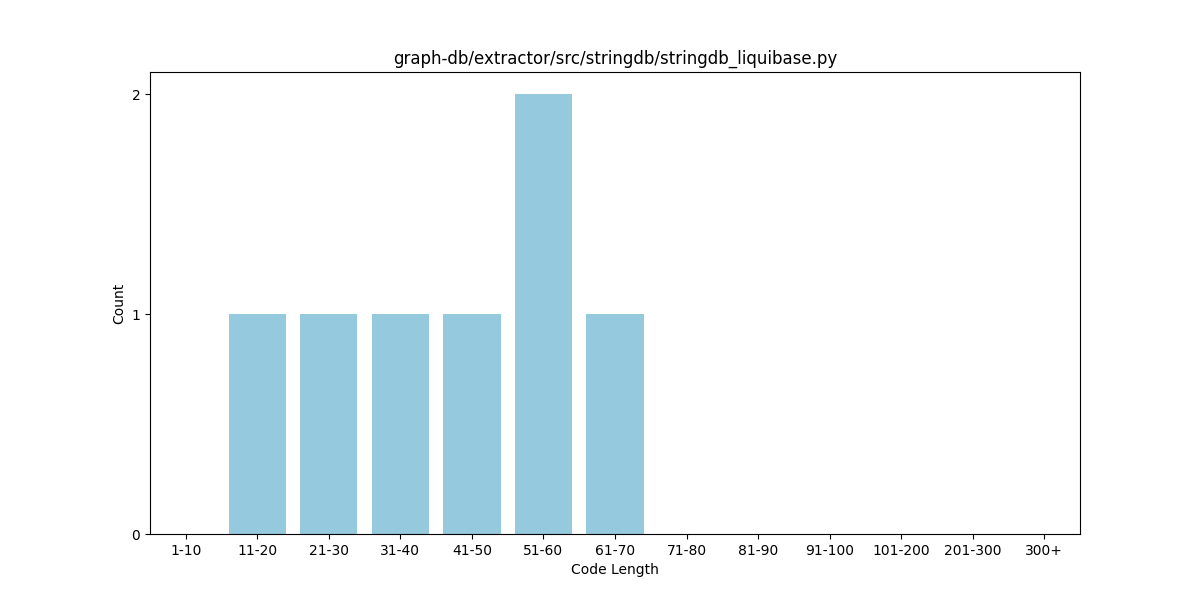 graph-db/extractor/src/stringdb/stringdb_liquibase.py
Count
2
1
0
1-10 11-20 21-30 31-40 41-50 51-60 61-70 71-80 81-90 91-100 101-200 201-300 300+
Code Length